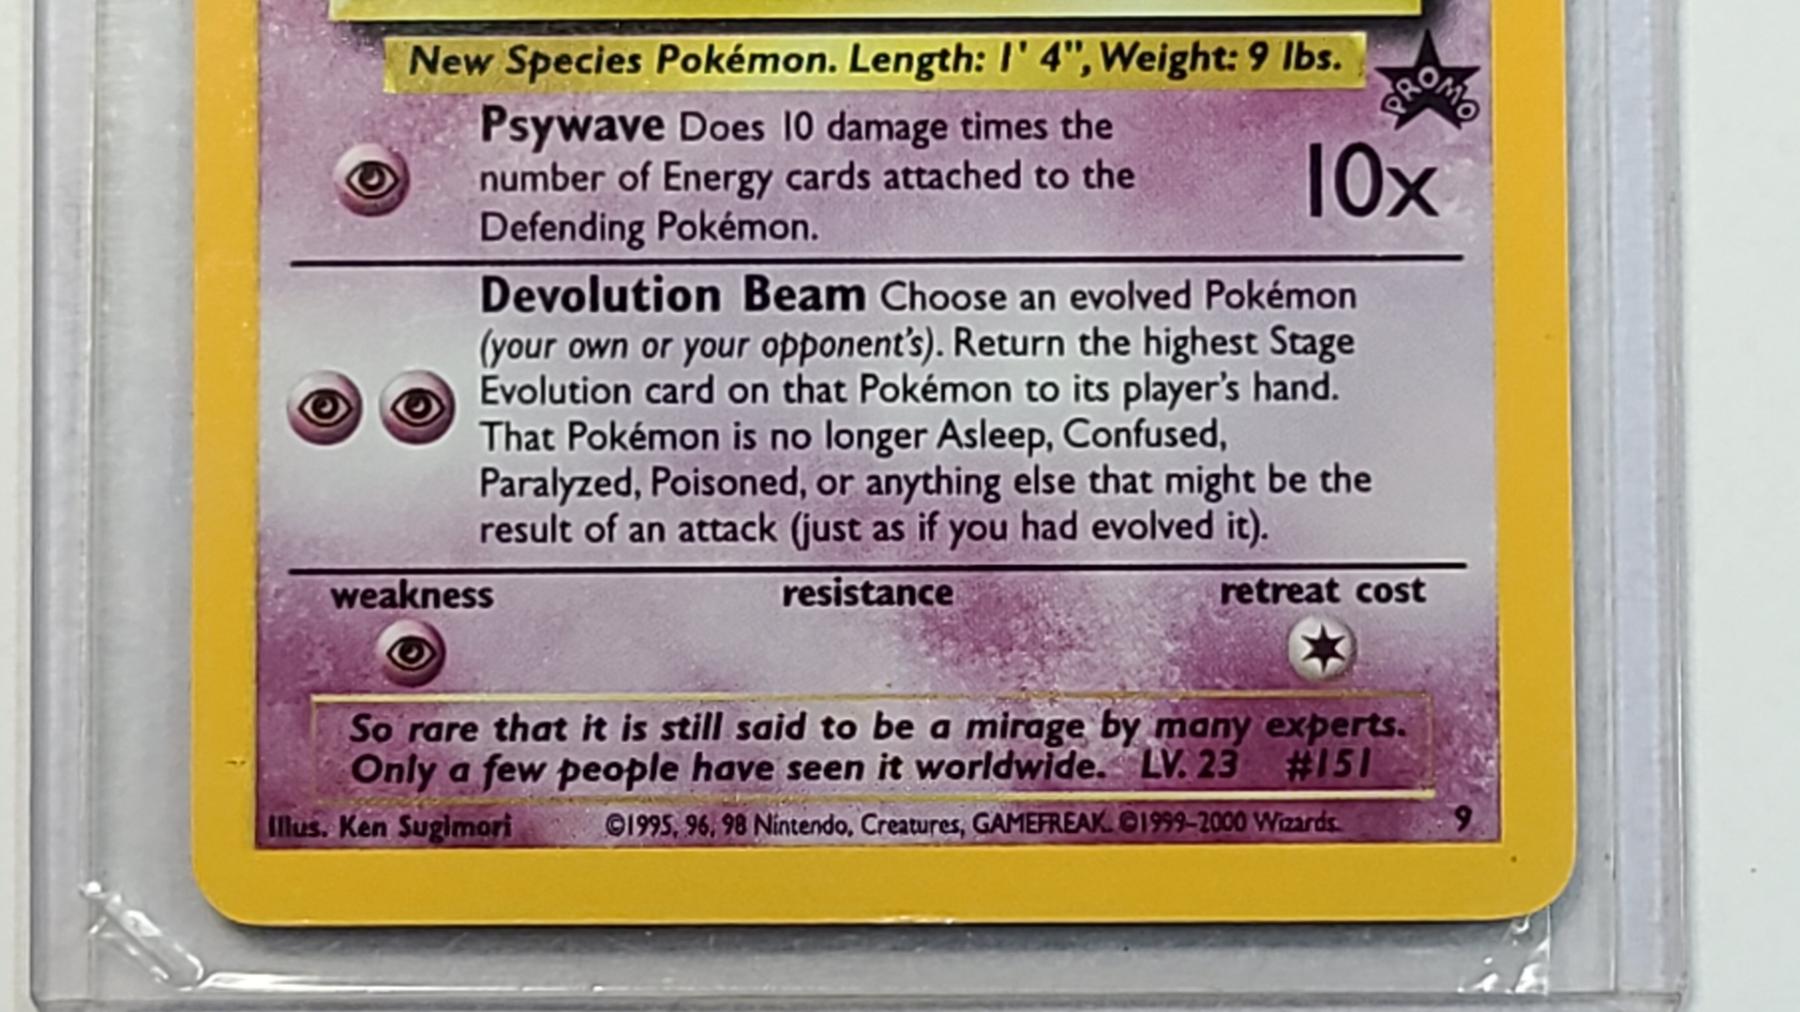 New Species Pokémon. Length: 1' 4", Weight: 9 lbs.
PROMO
Psywave Does 10 damage times the
number of Energy cards attached to the
Defending Pokémon.
10x
Devolution Beam Choose an evolved Pokémon
(your own or your opponent's). Return the highest Stage
Evolution card on that Pokémon to its player's hand.
That Pokémon is no longer Asleep, Confused,
Paralyzed, Poisoned, or anything else that might be the
result of an attack (just as if you had evolved it).
weakness resistance retreat cost
So rare that it is still said to be a mirage by many experts.
Only a few people have seen it worldwide. LV. 23 #151
Illus. Ken Sugimori ©1995, 96, 98 Nintendo, Creatures, GAMEFREAK. ©1999-2000 Wizards. 9